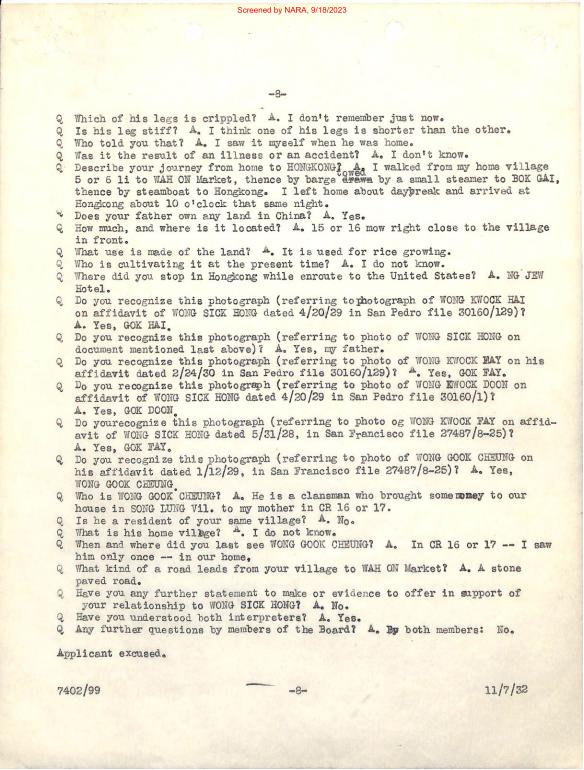 Screened by NARA, 9/18/2023
-8-
Q Which of his legs is crippled? A. I don't remember just now.
Q Is his leg stiff? A. I think one of his legs is shorter than the other.
Q Who told you that? A. I saw it myself when he was home.
Q Was it the result of an illness or an accident? A. I don't know.
Q Describe your journey from home to HONGKONG? A. I walked from my home village
towed
5 or 6 li to WAH ON Market, thence by barge drawn by a small steamer to BOK GAI,
thence by steamboat to Hongkong. I left home about daybreak and arrived at
Hongkong about 10 o'clock that same night.
Does your father own any land in China? A. Yes.
Q How much, and where is it located? A. 15 or 16 mow right close to the village
in front.
Q What use is made of the land? A. It is used for rice growing.
Q Who is cultivating it at the present time? A. I do not know.
Q Where did you stop in Hongkong while enroute to the United States? A. NG JEW
Hotel.
Q Do you recognize this photograph (referring tophotograph of WONG KWOCK HAI
on affidavit of WONG SICK HONG dated 4/20/29 in San Pedro file 30160/129)?
A. Yes, GOK HAI.
Q Do you recognize this photograph (referring to photo of WONG SICK HONG on
document mentioned last above)? A. Yes, my father.
Q Do you recognize this photograph (referring to photo of WONG KWOCK FAY on his
affidavit dated 2/24/30 in San Pedro file 30160/129)? A. Yes, GOK FAY.
Q Do you recognize this photograph (referring to photo of WONG KWOCK DOON on
affidavit of WONG SICK HONG dated 4/20/29 in San Pedro file 30160/1)?
A. Yes, GOK DOON.
Q Do yourecognize this photograph (referring to photo og WONG KWOCK FAY on affid-
avit of WONG SICK HONG dated 5/31/28, in San Francisco file 27487/8-25)?
A. Yes, GOK FAY.
Q Do you recognize this photograph (referring to photo of WONG GOOK CHEUNG on
his affidavit dated 1/12/29, in San Francisco file 27487/8-25)? A. Yes,
WONG GOOK CHEUNG.
Q Who is WONG GOOK CHEUNG? A. He is a clansman who brought some money to our
house in SONG LUNG Vil. to my mother in CR 16 or 17.
Q Is he a resident of your same village? A. No.
Q What is his home village? A. I do not know.
Q When and where did you last see WONG GOOK CHEUNG? A. In CR 16 or 17 -- I saw
him only once -- in our home.
Q What kind of a road leads from your village to WAH ON Market? A. A stone
paved road.
Q Have you any further statement to make or evidence to offer in support of
your relationship to WONG SICK HONG? A. No.
Q Have you understood both interpreters? A. Yes.
Q Any further questions by members of the Board? A. By both members: No.
Applicant excused.
7402/99 -8- 11/7/32